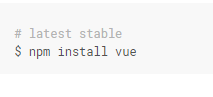 # latest stable
$ npm install vue